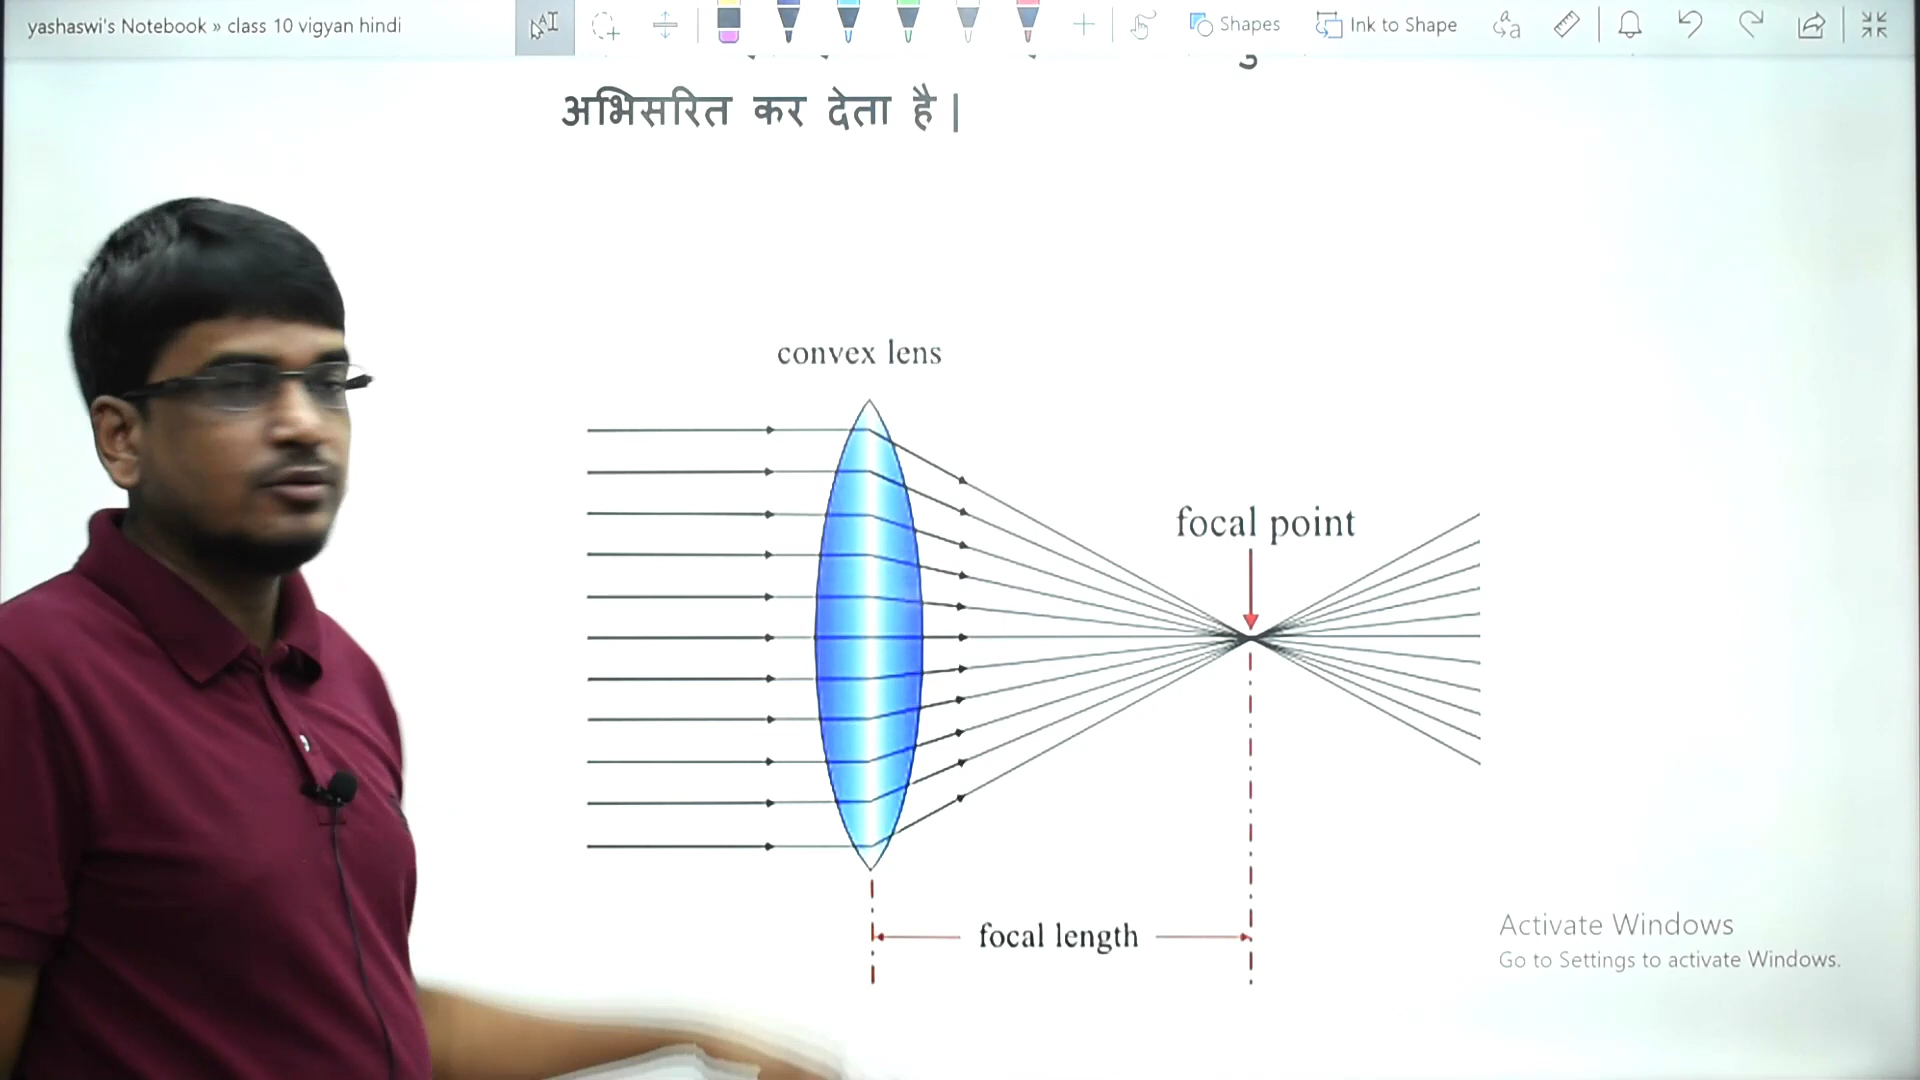 yashaswi's Notebook » class 10 vigyan hindi
Shapes
Ink to Shape
अभिसरित कर देता है |
convex lens
focal point
focal length
Activate Windows
Go to Settings to activate Windows.